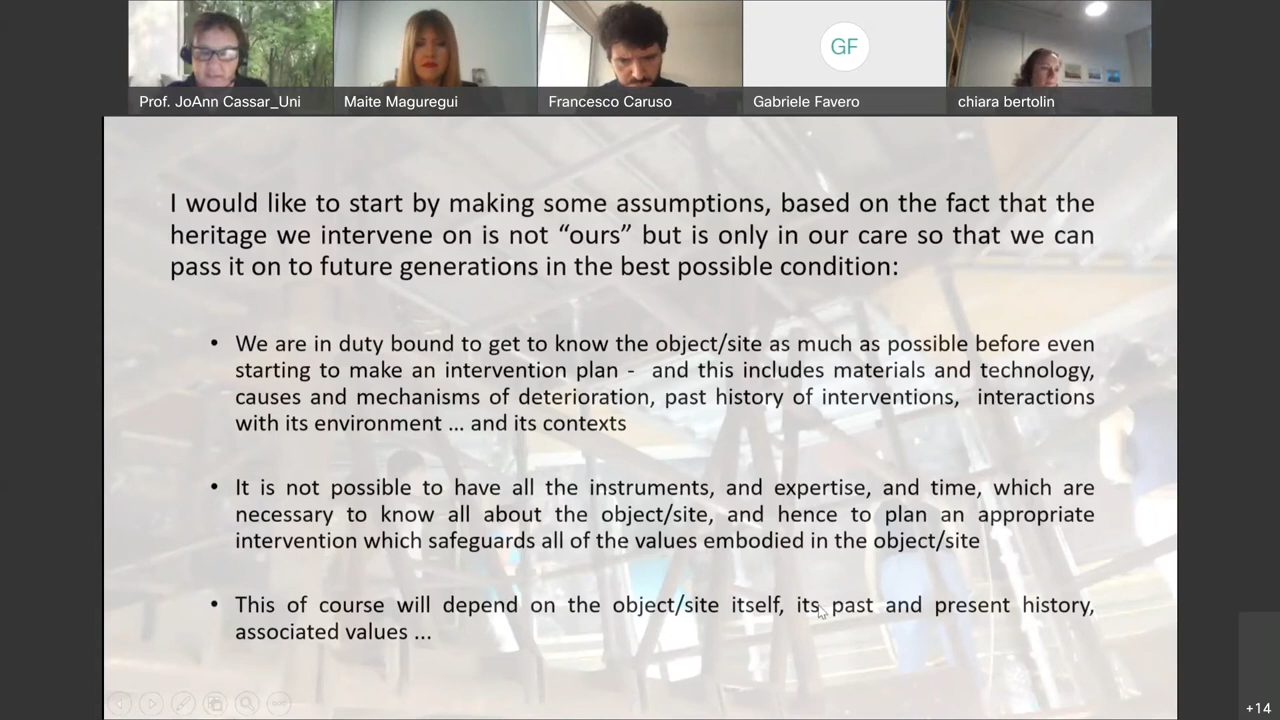 GF
Prof. JoAnn Cassar_Uni
Maite Maguregui
Francesco Caruso
Gabriele Favero
chiara bertolin
I would like to start by making some assumptions, based on the fact that the
heritage we intervene on is not “ours” but is only in our care so that we can
pass it on to future generations in the best possible condition:
• We are in duty bound to get to know the object/site as much as possible before even
starting to make an intervention plan - and this includes materials and technology,
causes and mechanisms of deterioration, past history of interventions, interactions
with its environment ... and its contexts
• It is not possible to have all the instruments, and expertise, and time, which are
necessary to know all about the object/site, and hence to plan an appropriate
intervention which safeguards all of the values embodied in the object/site
• This of course will depend on the object/site itself, its past and present history,
associated values ...
+14